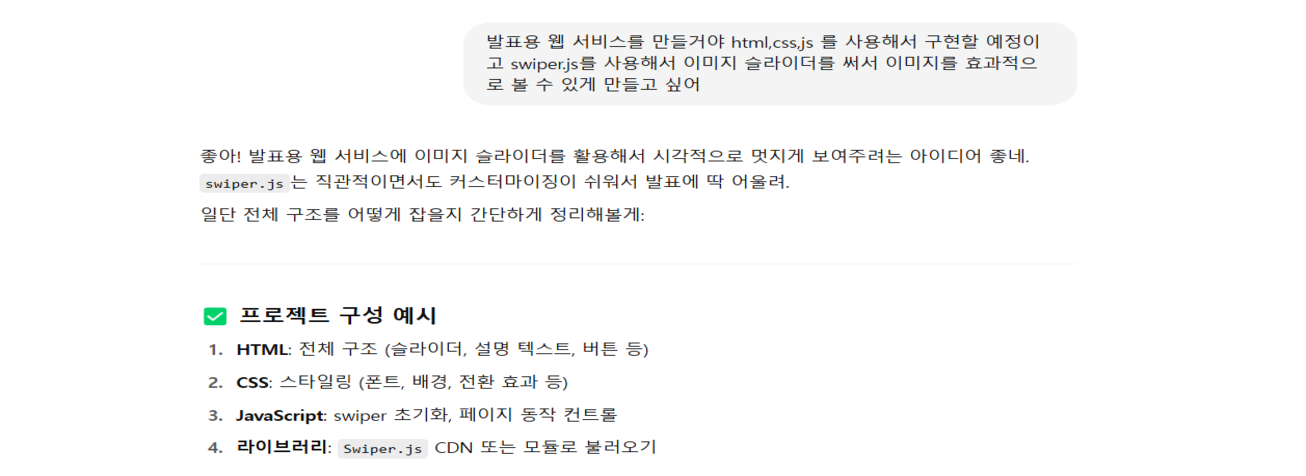 발표용 웹 서비스를 만들거야 html,css,js 를 사용해서 구현할 예정이
고 swiper.js를 사용해서 이미지 슬라이더를 써서 이미지를 효과적으
로 볼 수 있게 만들고 싶어
좋아! 발표용 웹 서비스에 이미지 슬라이더를 활용해서 시각적으로 멋지게 보여주려는 아이디어 좋네.
swiper.js는 직관적이면서도 커스터마이징이 쉬워서 발표에 딱 어울려.
일단 전체 구조를 어떻게 잡을지 간단하게 정리해볼게:
✅ 프로젝트 구성 예시
1. HTML: 전체 구조 (슬라이더, 설명 텍스트, 버튼 등)
2. CSS: 스타일링 (폰트, 배경, 전환 효과 등)
3. JavaScript: swiper 초기화, 페이지 동작 컨트롤
4. 라이브러리: Swiper.js CDN 또는 모듈로 불러오기